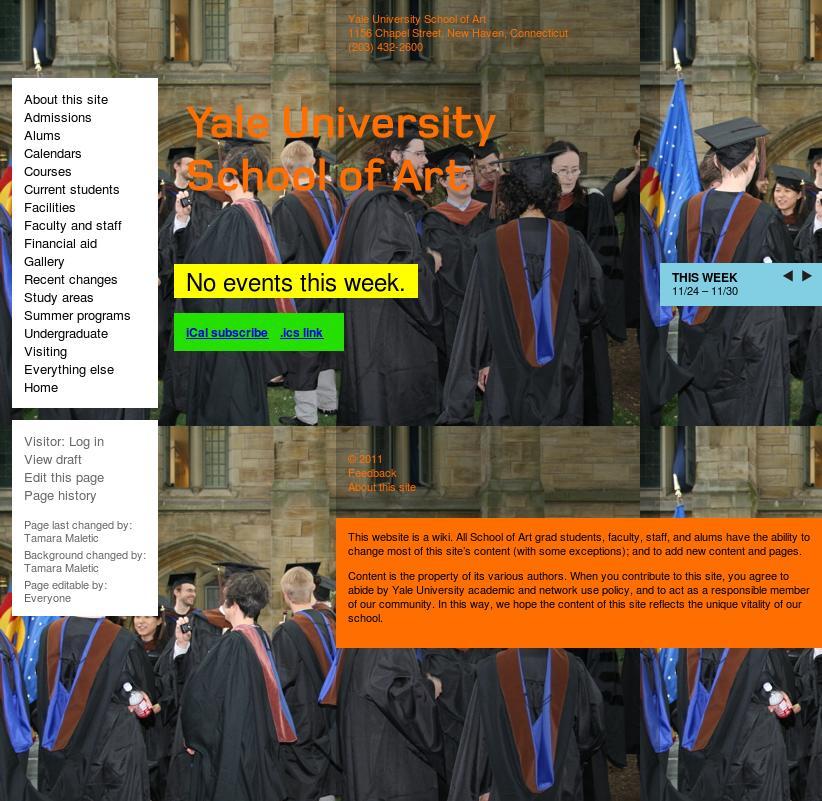 Yale University School of Art
1156 Chapel Street, New Haven, Connecticut
(203) 432-2600
About this site
Admissions
Alums
Calendars
Courses
Current students
Facilities
Faculty and staff
Financial aid
Gallery
Recent changes
Study areas
Summer programs
Undergraduate
Visiting
Everything else
Home
Yale University
School of Art
No events this week.
iCal subscribe .ics link
THIS WEEK
11/24 – 11/30
Visitor: Log in
View draft
Edit this page
Page history
Page last changed by:
Tamara Maletic
Background changed by:
Tamara Maletic
Page editable by:
Everyone
© 2011
Feedback
About this site
This website is a wiki. All School of Art grad students, faculty, staff, and alums have the ability to
change most of this site's content (with some exceptions); and to add new content and pages.
Content is the property of its various authors. When you contribute to this site, you agree to
abide by Yale University academic and network use policy, and to act as a responsible member
of our community. In this way, we hope the content of this site reflects the unique vitality of our
school.